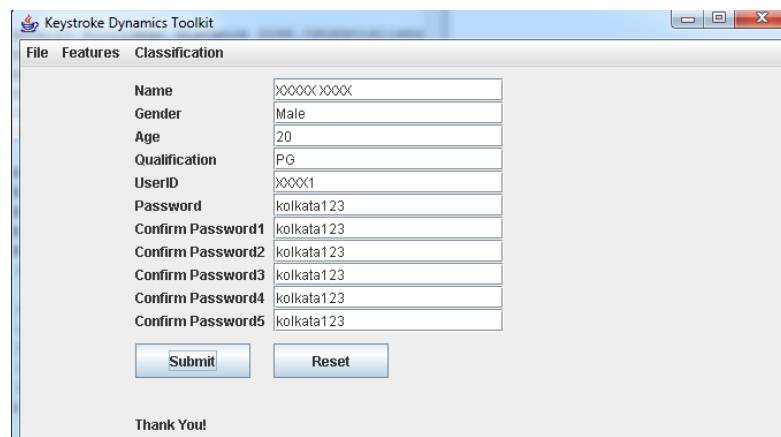 Keystroke Dynamics Toolkit
File Features Classification
Name XXXXX XXXX
Gender Male
Age 20
Qualification PG
UserID XXXX1
Password kolkata123
Confirm Password1 kolkata123
Confirm Password2 kolkata123
Confirm Password3 kolkata123
Confirm Password4 kolkata123
Confirm Password5 kolkata123
Submit Reset
Thank You!